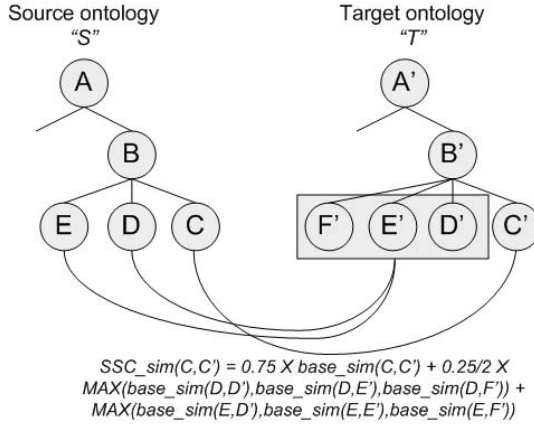 Source ontology
“S”
Target ontology
“T”
A
A’
B
B’
E
D
C
F’
E’
D’
C’
SSC_sim(C,C’) = 0.75 X base_sim(C,C’) + 0.25/2 X
MAX(base_sim(D,D’),base_sim(D,E’),base_sim(D,F’)) +
MAX(base_sim(E,D’),base_sim(E,E’),base_sim(E,F’))